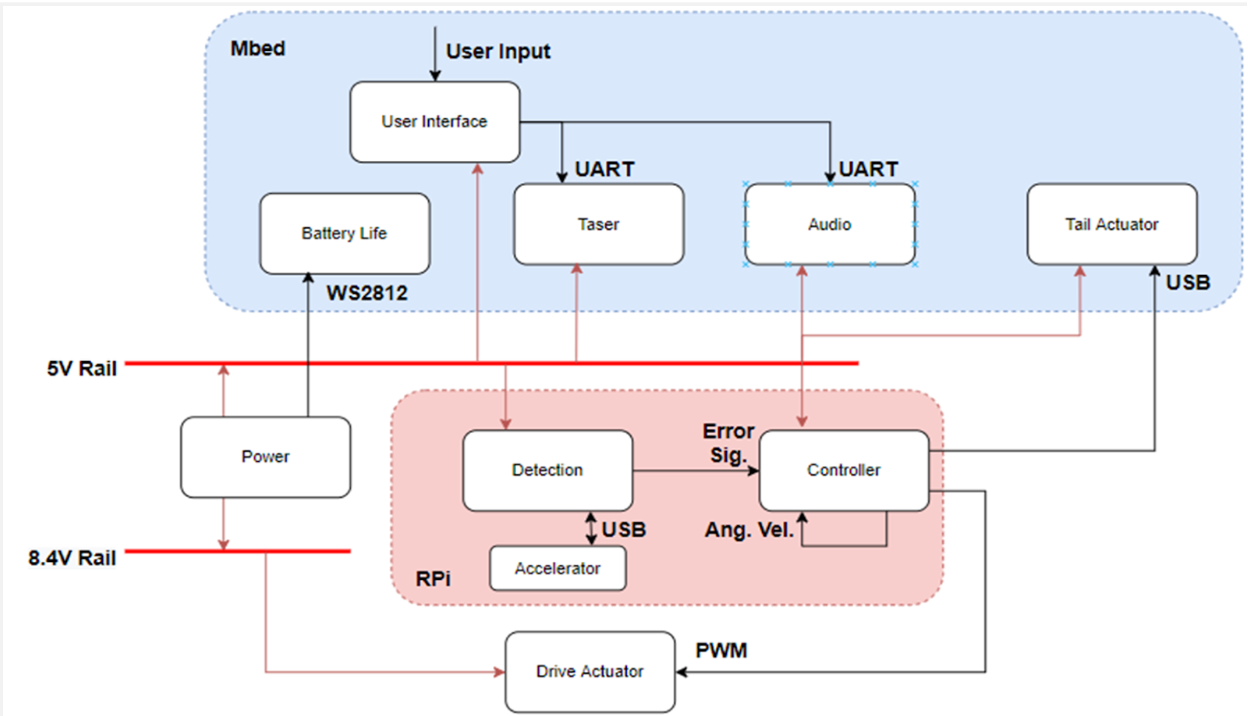 Mbed
User Input
User Interface
UART
UART
Taser
Audio
Tail Actuator
Battery Life
WS2812
USB
5V Rail
Power
Error
Sig.
Detection
Controller
USB
Ang. Vel.
8.4V Rail
Accelerator
RPi
PWM
Drive Actuator